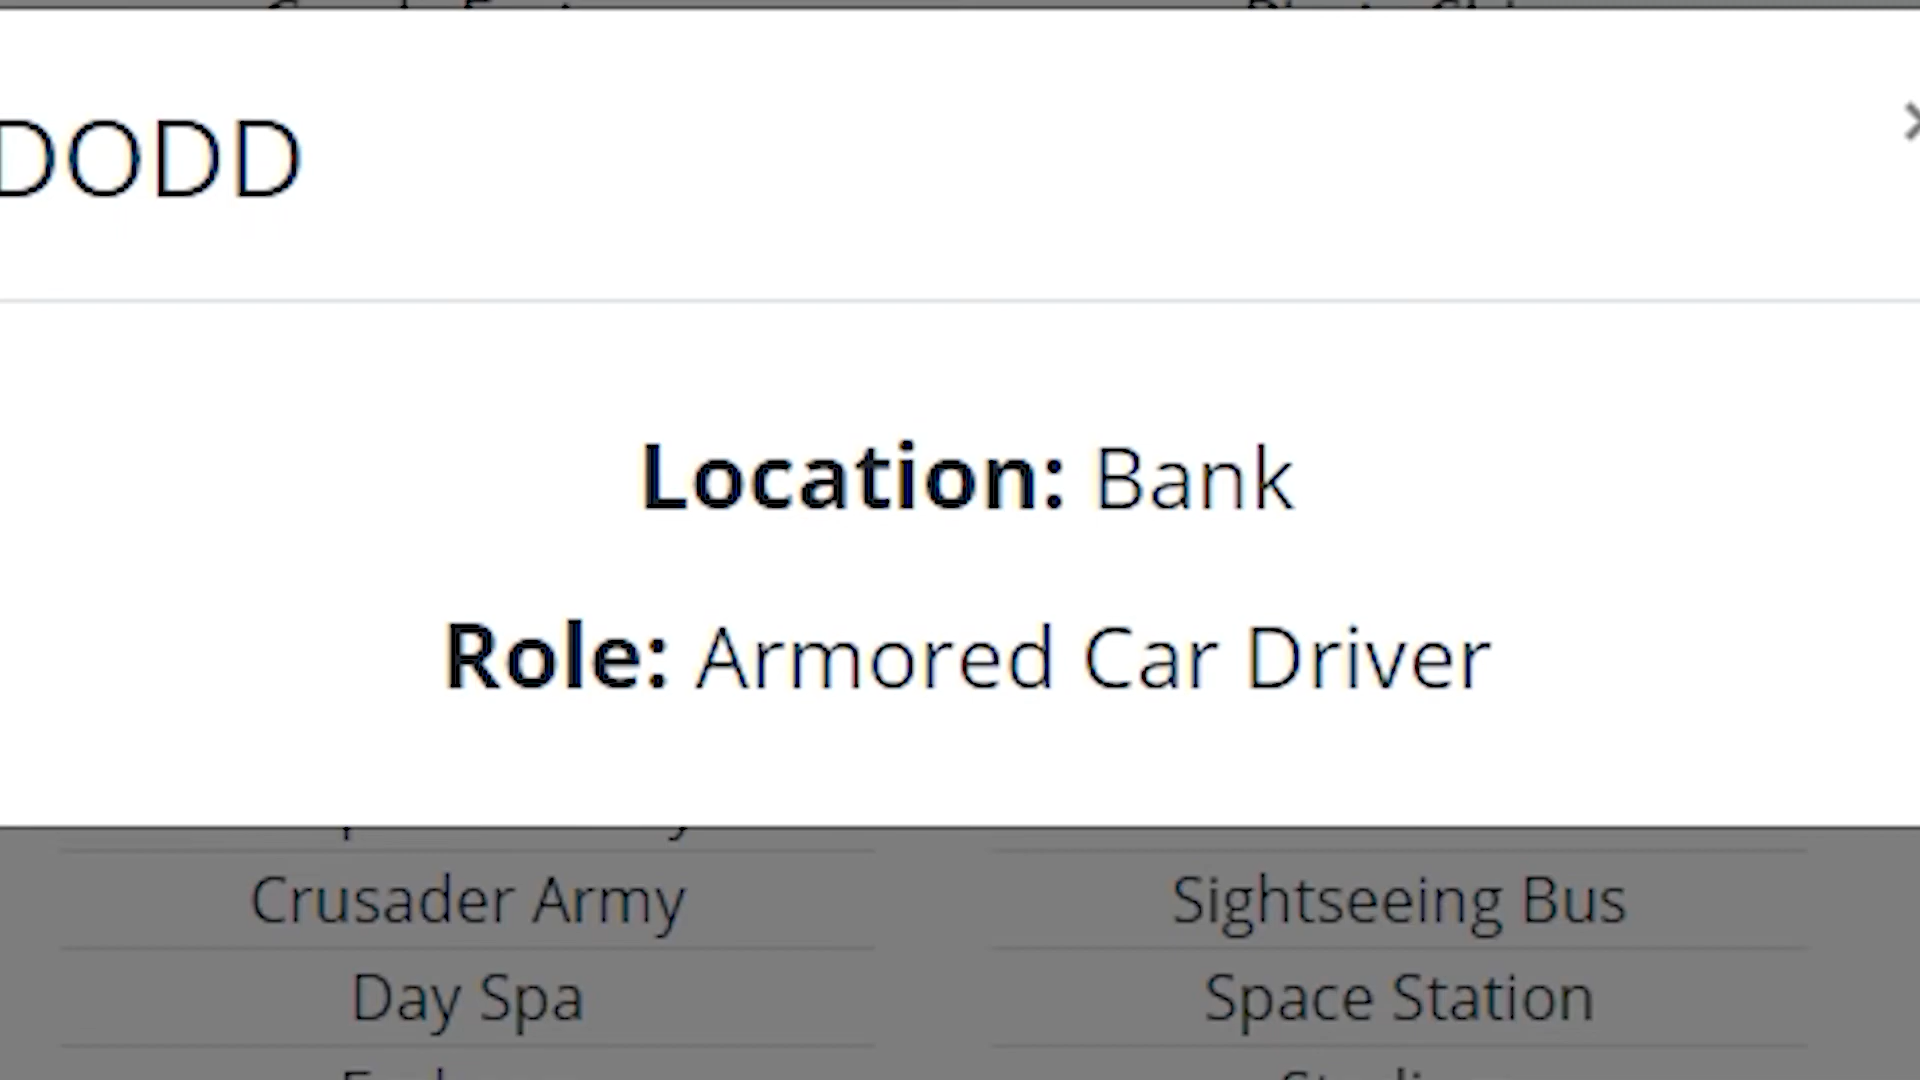 DODD
Location: Bank
Role: Armored Car Driver
Crusader Army
Sightseeing Bus
Day Spa
Space Station